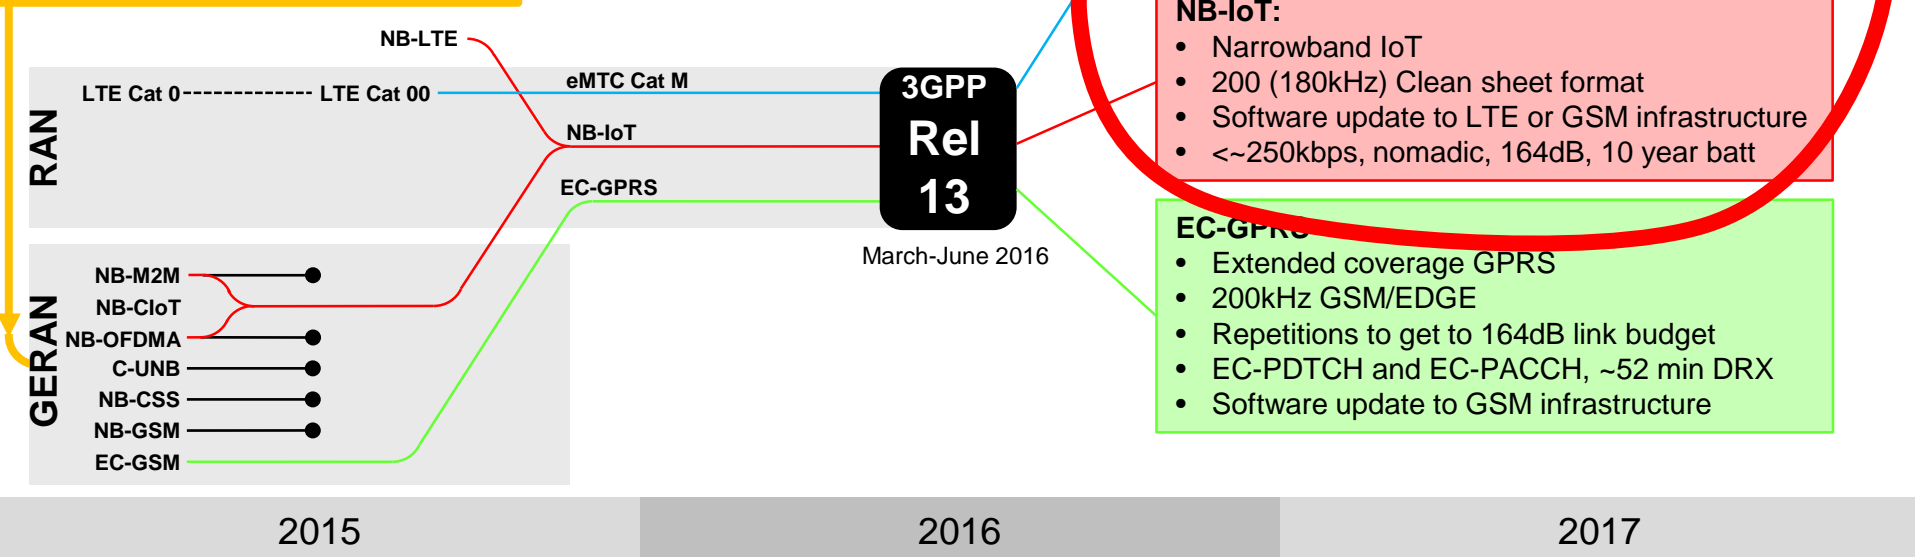 NB-IoT:
• Narrowband IoT
• 200 (180kHz) Clean sheet format
• Software update to LTE or GSM infrastructure
• <~250kbps, nomadic, 164dB, 10 year batt
NB-LTE
RAN
LTE Cat 0
LTE Cat 00
eMTC Cat M
NB-IoT
EC-GPRS
3GPP
Rel
13
March-June 2016
EC-GPRS
• Extended coverage GPRS
• 200kHz GSM/EDGE
• Repetitions to get to 164dB link budget
• EC-PDTCH and EC-PACCH, ~52 min DRX
• Software update to GSM infrastructure
GERAN
NB-M2M
NB-CIoT
NB-OFDMA
C-UNB
NB-CSS
NB-GSM
EC-GSM
2015
2016
2017